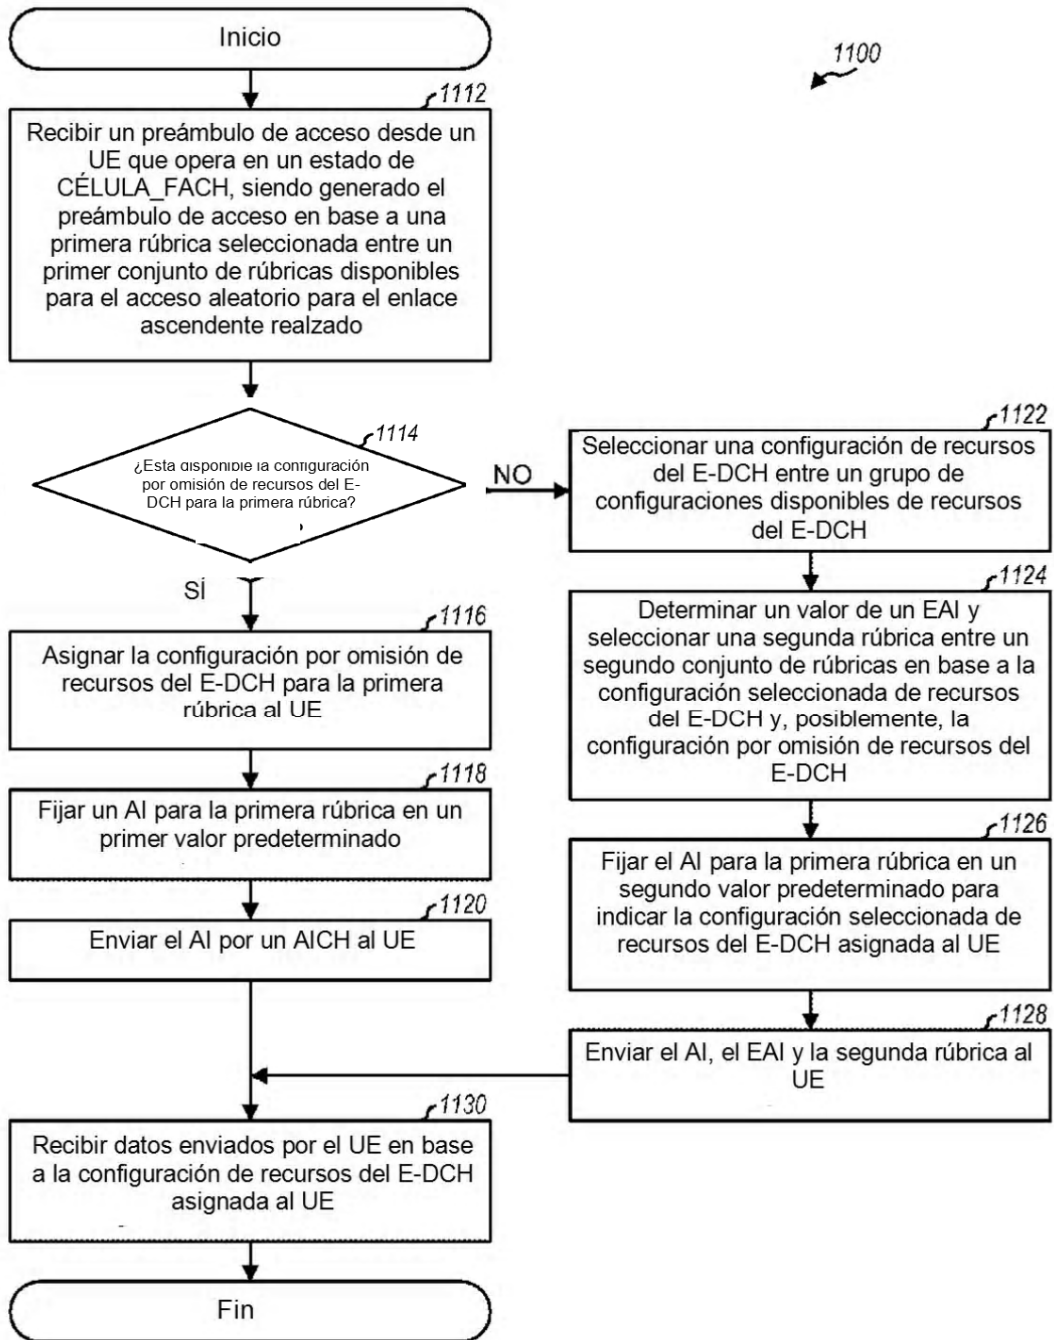 Inicio
1100
1112
Recibir un preámbulo de acceso desde un
UE que opera en un estado de
CÉLULA_FACH, siendo generado el
preámbulo de acceso en base a una
primera rúbrica seleccionada entre un
primer conjunto de rúbricas disponibles
para el acceso aleatorio para el enlace
ascendente realzado
1114
¿Esta disponible la configuración
por omisión de recursos del E-
DCH para la primera rúbrica?
NO
SÍ
1116
Asignar la configuración por omisión de
recursos del E-DCH para la primera
rúbrica al UE
1118
Fijar un AI para la primera rúbrica en un
primer valor predeterminado
1120
Enviar el AI por un AICH al UE
1122
Seleccionar una configuración de recursos
del E-DCH entre un grupo de
configuraciones disponibles de recursos
del E-DCH
1124
Determinar un valor de un EAI y
seleccionar una segunda rúbrica entre un
segundo conjunto de rúbricas en base a la
configuración seleccionada de recursos
del E-DCH y, posiblemente, la
configuración por omisión de recursos del
E-DCH
1126
Fijar el AI para la primera rúbrica en un
segundo valor predeterminado para
indicar la configuración seleccionada de
recursos del E-DCH asignada al UE
1128
Enviar el AI, el EAI y la segunda rúbrica al
UE
1130
Recibir datos enviados por el UE en base
a la configuración de recursos del E-DCH
asignada al UE
Fin